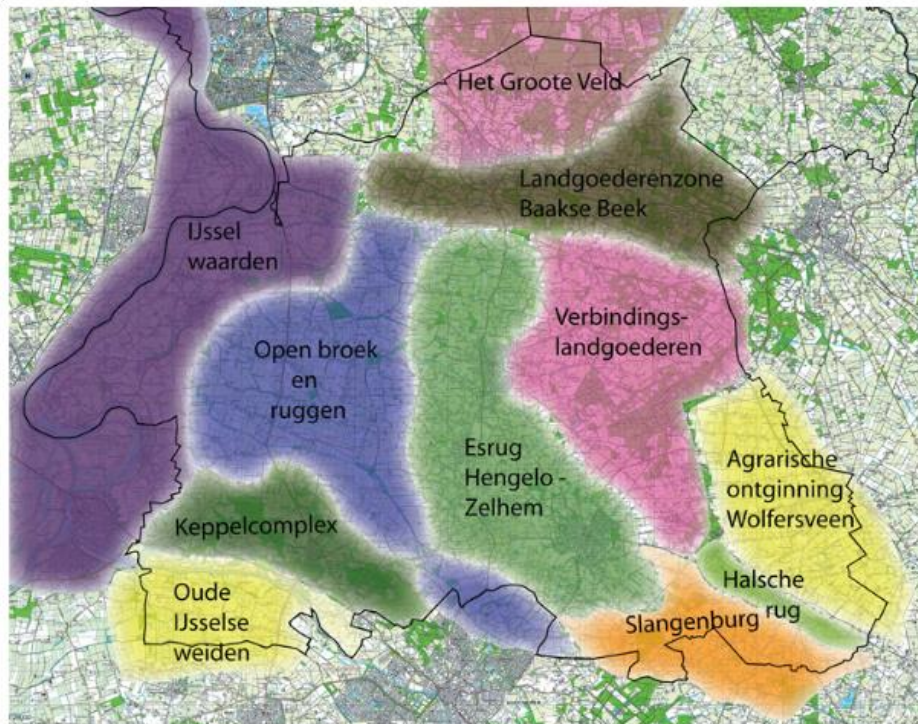 Het Groote Veld
Landgoederenzone
Baakse Beek
IJssel
waarden
Verbindings-
landgoederen
Open broek
en
ruggen
Esrug
Hengelo -
Zelhem
Agrarische
ontginning
Wolfersveen
Keppelcomplex
Halsche
rug
Oude
IJsselse
weiden
Slangenburg